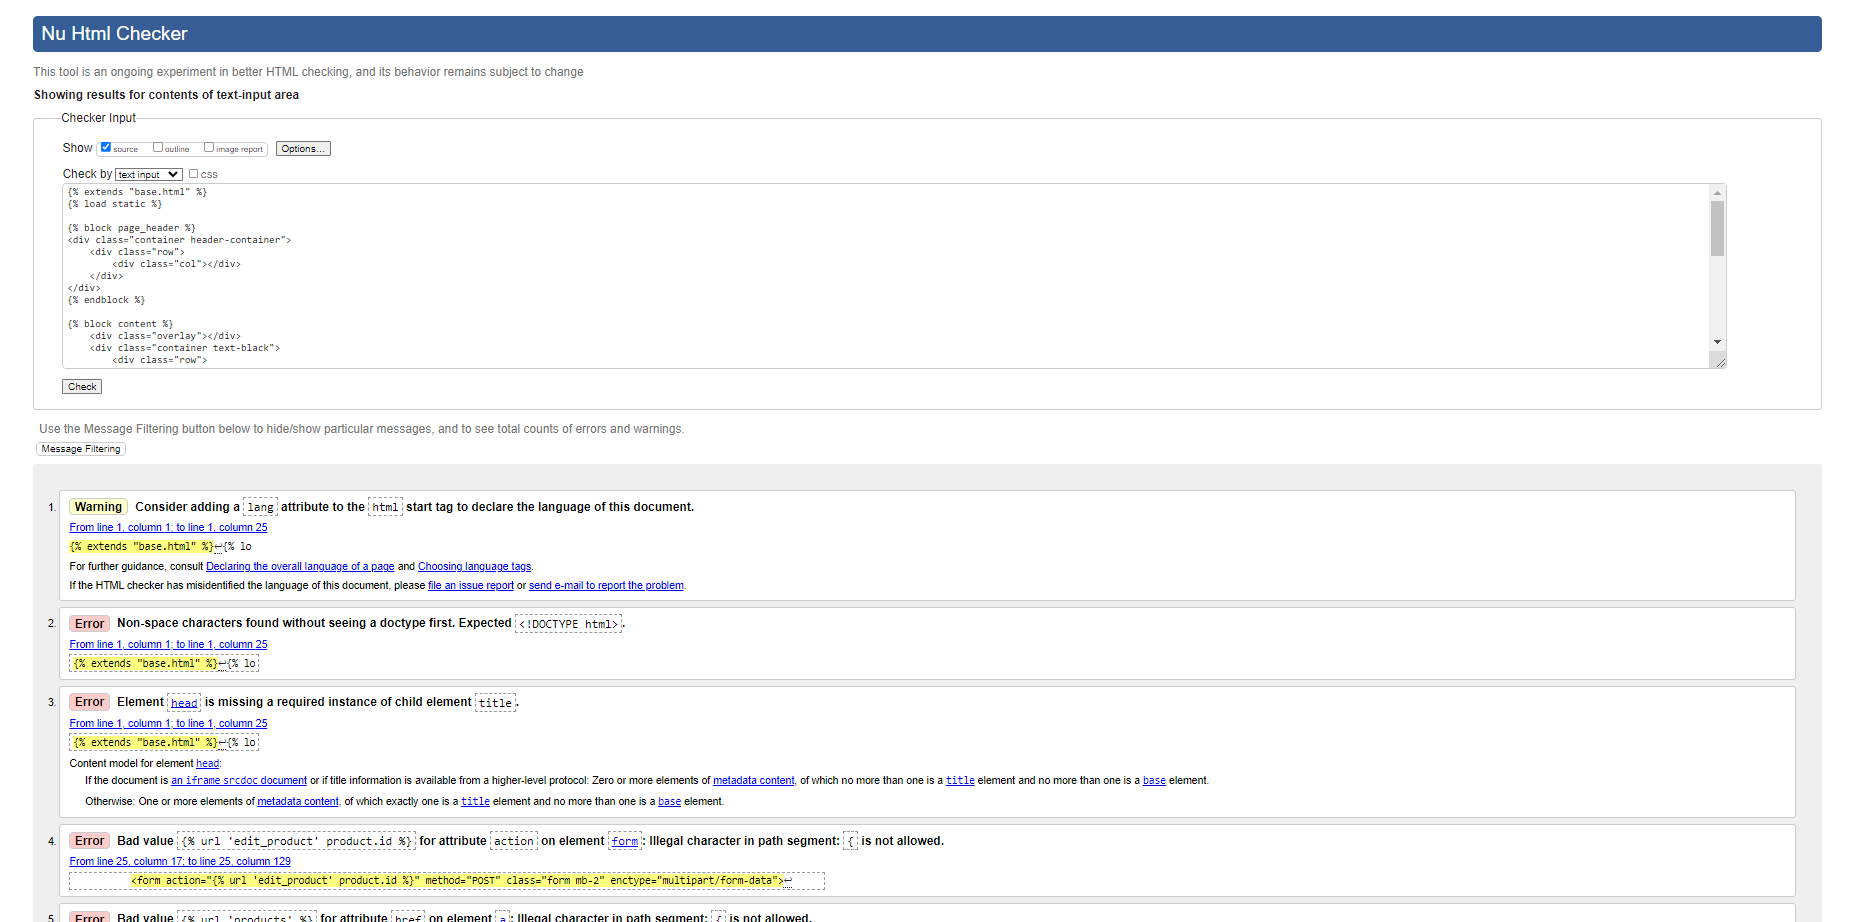 Nu Html Checker
This tool is an ongoing experiment in better HTML checking, and its behavior remains subject to change
Showing results for contents of text-input area
Checker Input
Show source outline image report Options...
Check by text input css
{% extends "base.html" %}
{% load static %}
{% block page_header %}
<div class="container header-container">
<div class="row">
<div class="col"></div>
</div>
</div>
{% endblock %}
{% block content %}
<div class="overlay"></div>
<div class="container text-black">
<div class="row">
Check
Use the Message Filtering button below to hide/show particular messages, and to see total counts of errors and warnings.
Message Filtering
1. Warning Consider adding a lang attribute to the html start tag to declare the language of this document.
From line 1, column 1; to line 1, column 25
{% extends "base.html" %}↩{% lo
For further guidance, consult Declaring the overall language of a page and Choosing language tags.
If the HTML checker has misidentified the language of this document, please file an issue report or send e-mail to report the problem.
2. Error Non-space characters found without seeing a doctype first. Expected <!DOCTYPE html>.
From line 1, column 1; to line 1, column 25
{% extends "base.html" %}↩{% lo
3. Error Element head is missing a required instance of child element title.
From line 1, column 1; to line 1, column 25
{% extends "base.html" %}↩{% lo
Content model for element head:
If the document is an iframe srcdoc document or if title information is available from a higher-level protocol: Zero or more elements of metadata content, of which no more than one is a title element and no more than one is a base element.
Otherwise: One or more elements of metadata content, of which exactly one is a title element and no more than one is a base element.
4. Error Bad value {% url 'edit_product' product.id %} for attribute action on element form: Illegal character in path segment: { is not allowed.
From line 25, column 17; to line 25, column 129
<form action="{% url 'edit_product' product.id %}" method="POST" class="form mb-2" enctype="multipart/form-data">↩
5. Error Bad value {% url 'products' %} for attribute href on element a: Illegal character in path segment: { is not allowed.